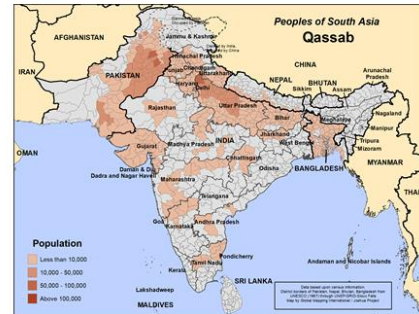 Peoples of South Asia
Qassab
AFGHANISTAN
Jammu & Kashmir
CHINA
Himachal Pradesh
IRAN
PAKISTAN
Punjab
Chandigarh
Uttarakhand
Haryana
Delhi
NEPAL
BHUTAN
Arunachal
Pradesh
Sikkim
Assam
Rajasthan
Uttar Pradesh
Nagaland
Bihar
Meghalaya
Manipur
INDIA
Jharkhand
Tripura
Mizoram
OMAN
Gujarat
Madhya Pradesh
West Bengal
Chhattisgarh
MYANMAR
Daman & Diu
Dadra and Nagar Haveli
Odisha
BANGLADESH
Maharashtra
THA
Telangana
Goa
Andhra Pradesh
Karnataka
Population
Less than 10,000
10,000 - 50,000
50,000 - 100,000
Above 100,000
Pondicherry
Andaman and Nicobar Islands
Tamil Nadu
Kerala
SRI LANKA
Lakshadweep
MALDIVES